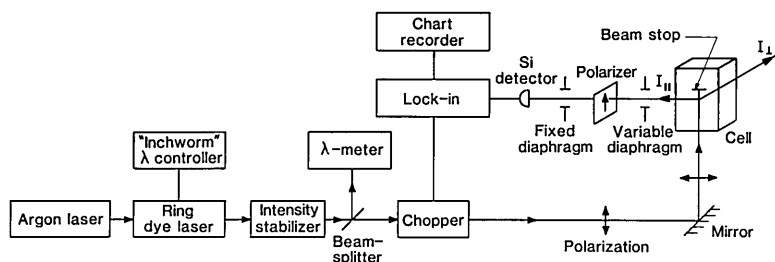 Chart
recorder
Lock-in
Si
detector
Polarizer
Beam stop
I⊥
I||
Fixed
diaphragm
Variable
diaphragm
Cell
"Inchworm"
λ controller
λ-meter
Argon laser
Ring
dye laser
Intensity
stabilizer
Beam-
splitter
Chopper
Polarization
Mirror